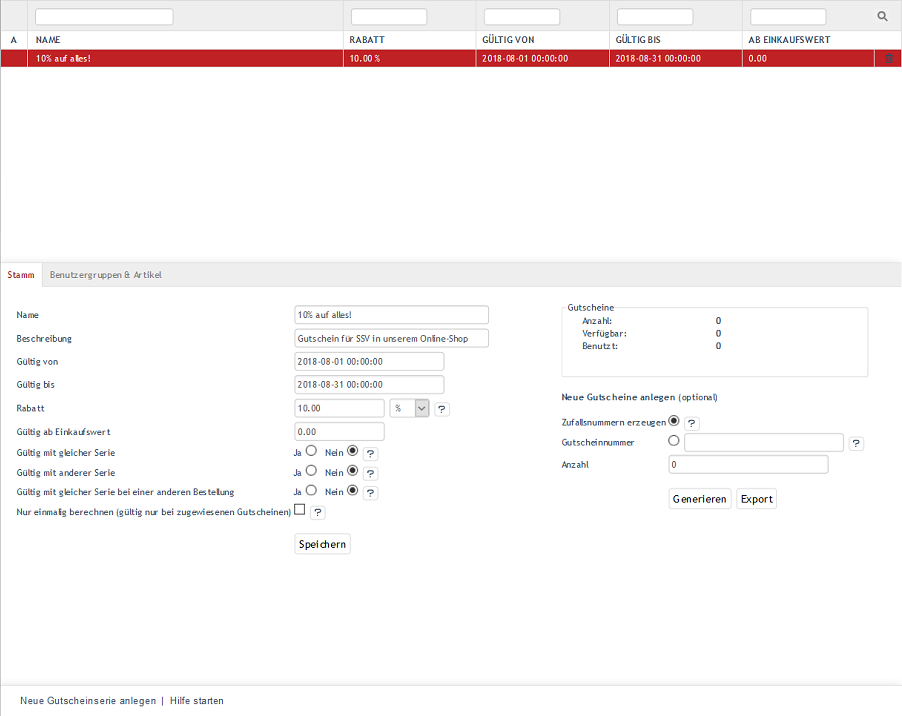 A NAME RABATT GÜLTIG VON GÜLTIG BIS AB EINKAUFSWERT
10% auf alles! 10.00 % 2018-08-01 00:00:00 2018-08-31 00:00:00 0.00
Stamm Benutzergruppen & Artikel
Name 10% auf alles!
Beschreibung Gutschein für SSV in unserem Online-Shop
Gültig von 2018-08-01 00:00:00
Gültig bis 2018-08-31 00:00:00
Rabatt 10.00 % ?
Gültig ab Einkaufswert 0.00
Gültig mit gleicher Serie Ja Nein ?
Gültig mit anderer Serie Ja Nein ?
Gültig mit gleicher Serie bei einer anderen Bestellung Ja Nein ?
Nur einmalig berechnen (gültig nur bei zugewiesenen Gutscheinen) ?
Speichern
Gutscheine
Anzahl: 0
Verfügbar: 0
Benutzt: 0
Neue Gutscheine anlegen (optional)
Zufallsnummern erzeugen ?
Gutscheinnummer ?
Anzahl 0
Generieren Export
Neue Gutscheinserie anlegen | Hilfe starten